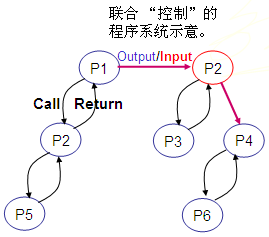 联合 “控制” 的
程序系统示意。
Output/Input
P1
P2
Call
Return
P2
P3
P4
P5
P6